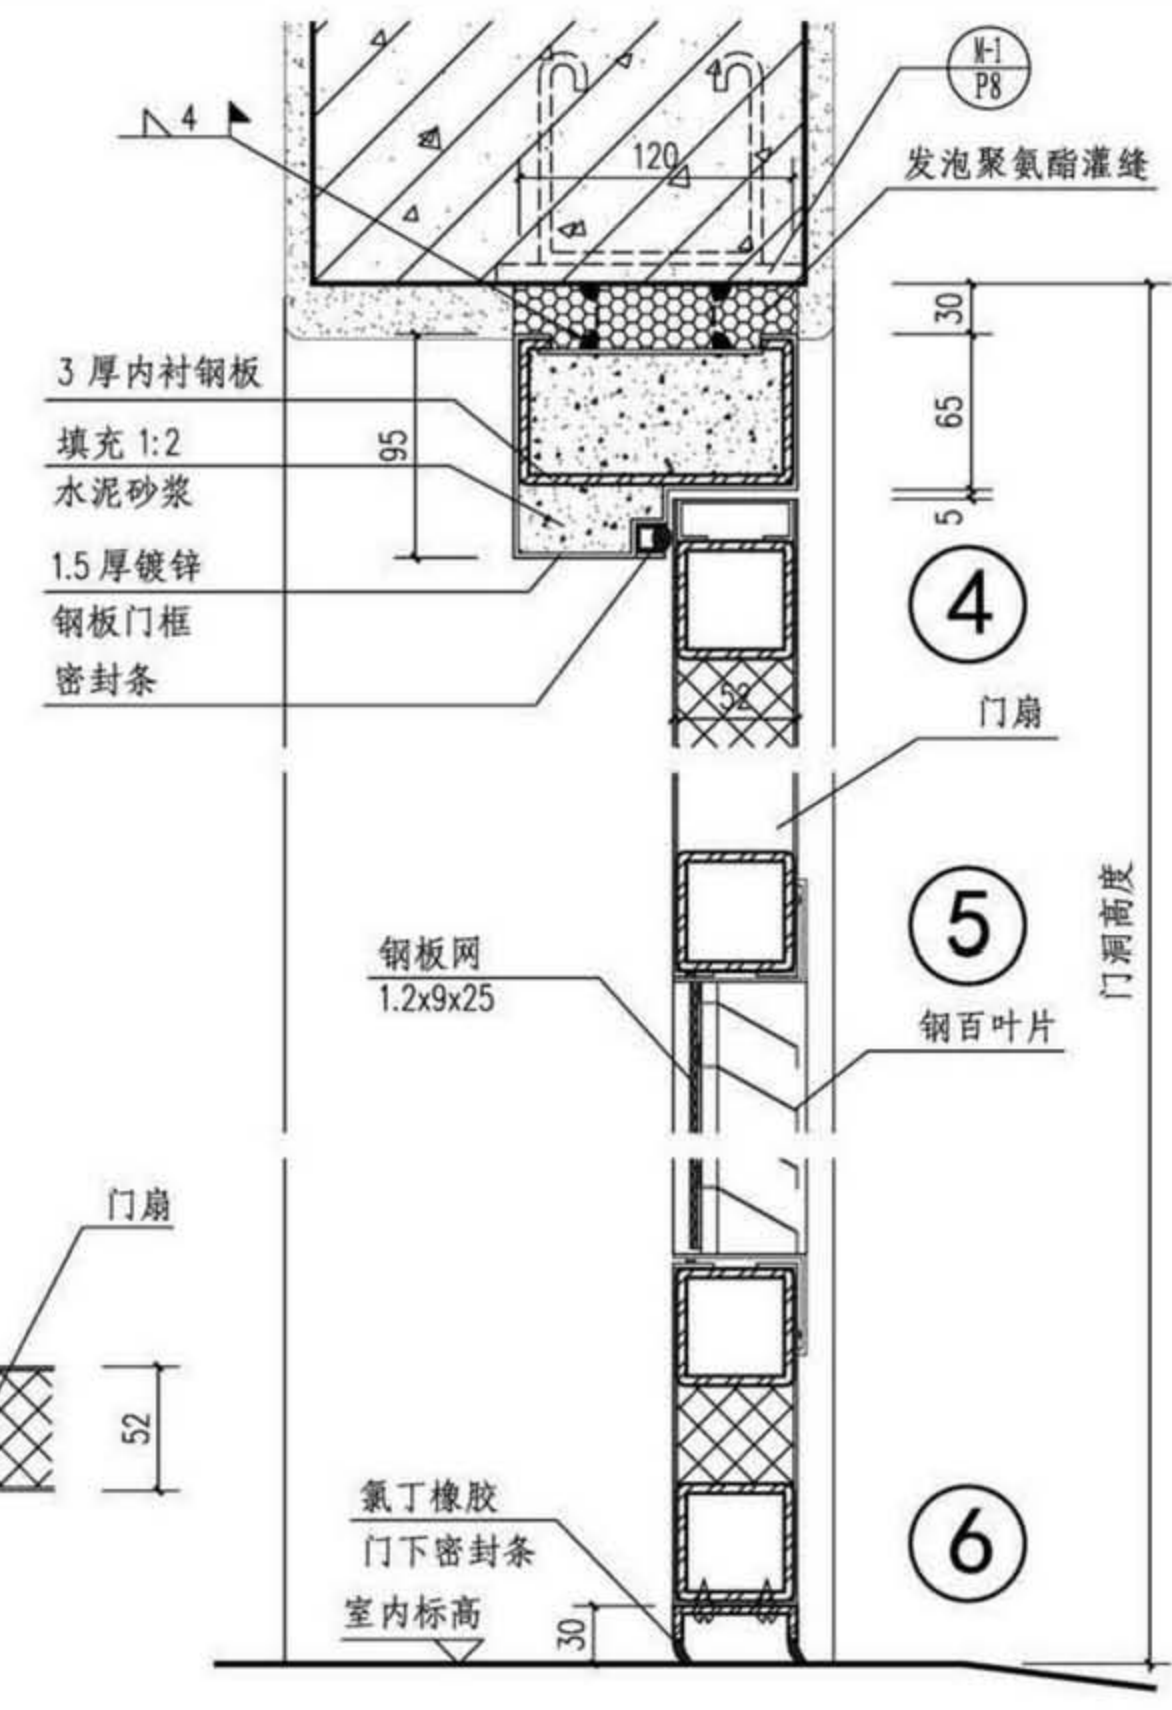 M-1
P8
4
120
发泡聚氨酯灌缝
30
3 厚内衬钢板
65
95
填充 1:2
水泥砂浆
5
1.5 厚镀锌
钢板门框
4
密封条
52
门扇
5
门洞高度
钢板网
1.2x9x25
钢百叶片
门扇
52
氯丁橡胶
门下密封条
6
室内标高
30